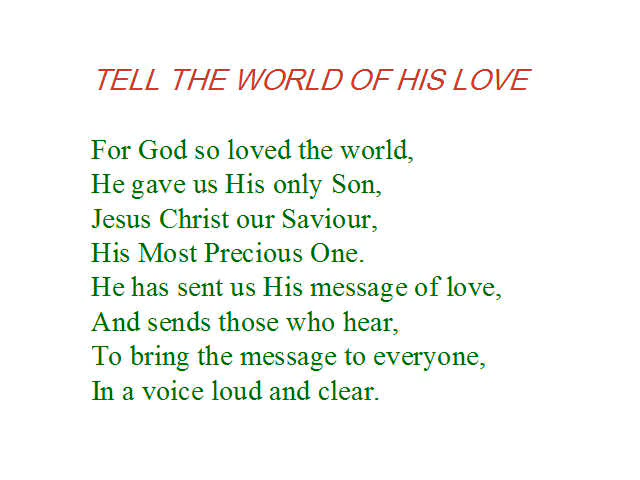 TELL THE WORLD OF HIS LOVE
For God so loved the world,
He gave us His only Son,
Jesus Christ our Saviour,
His Most Precious One.
He has sent us His message of love,
And sends those who hear,
To bring the message to everyone,
In a voice loud and clear.